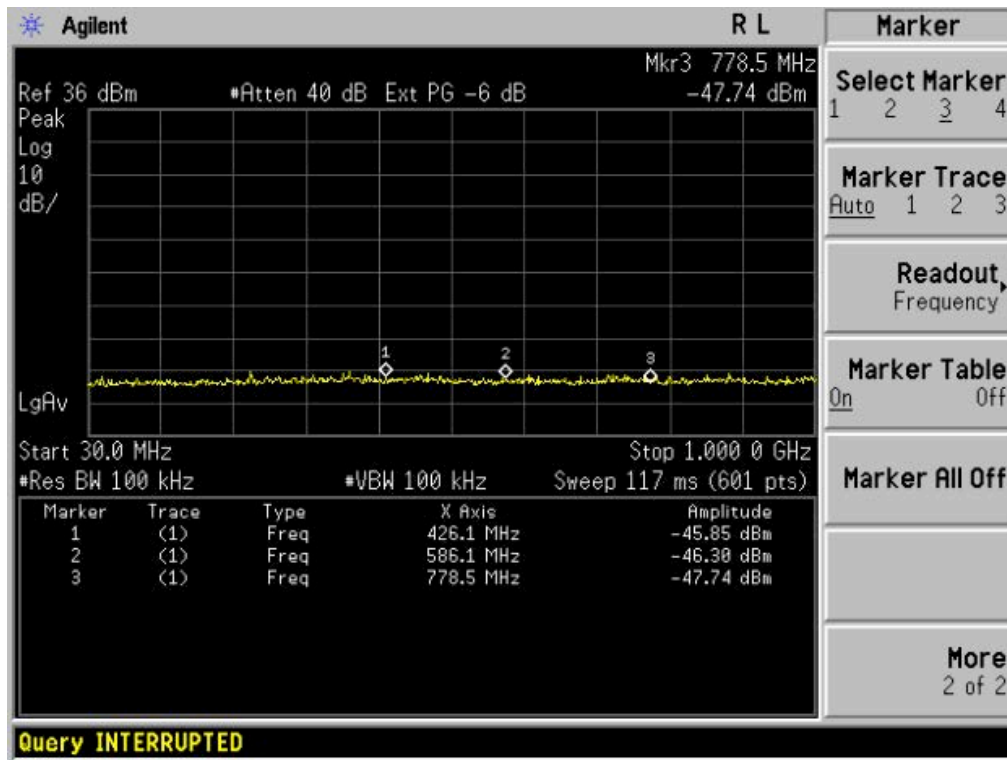 Agilent R L
Mkr3 778.5 MHz
Ref 36 dBm #Atten 40 dB Ext PG -6 dB -47.74 dBm
Peak
Log
10
dB/
1 2 3
LgAv
Start 30.0 MHz Stop 1.000 0 GHz
#Res BW 100 kHz #VBW 100 kHz Sweep 117 ms (601 pts)
Marker Trace Type X Axis Amplitude
1 (1) Freq 426.1 MHz -45.85 dBm
2 (1) Freq 586.1 MHz -46.30 dBm
3 (1) Freq 778.5 MHz -47.74 dBm
Query INTERRUPTED
Marker
Select Marker
1 2 3 4
Marker Trace
Auto 1 2 3
Readout
Frequency
Marker Table
On Off
Marker All Off
More
2 of 2